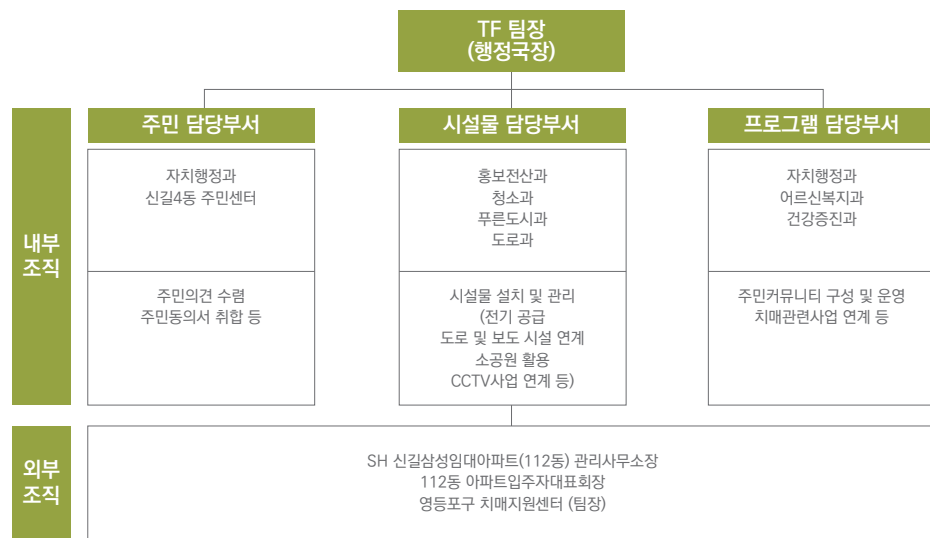 TF 팀장
(행정국장)
주민 담당부서
시설물 담당부서
프로그램 담당부서
내부
조직
자치행정과
신길4동 주민센터
홍보전산과
청소과
푸른도시과
도로과
자치행정과
어르신복지과
건강증진과
주민의견 수렴
주민동의서 취합 등
시설물 설치 및 관리
(전기 공급
도로 및 보도 시설 연계
소공원 활용
CCTV사업 연계 등)
주민커뮤니티 구성 및 운영
치매관련사업 연계 등
외부
조직
SH 신길삼성임대아파트(112동) 관리사무소장
112동 아파트입주자대표회장
영등포구 치매지원센터 (팀장)